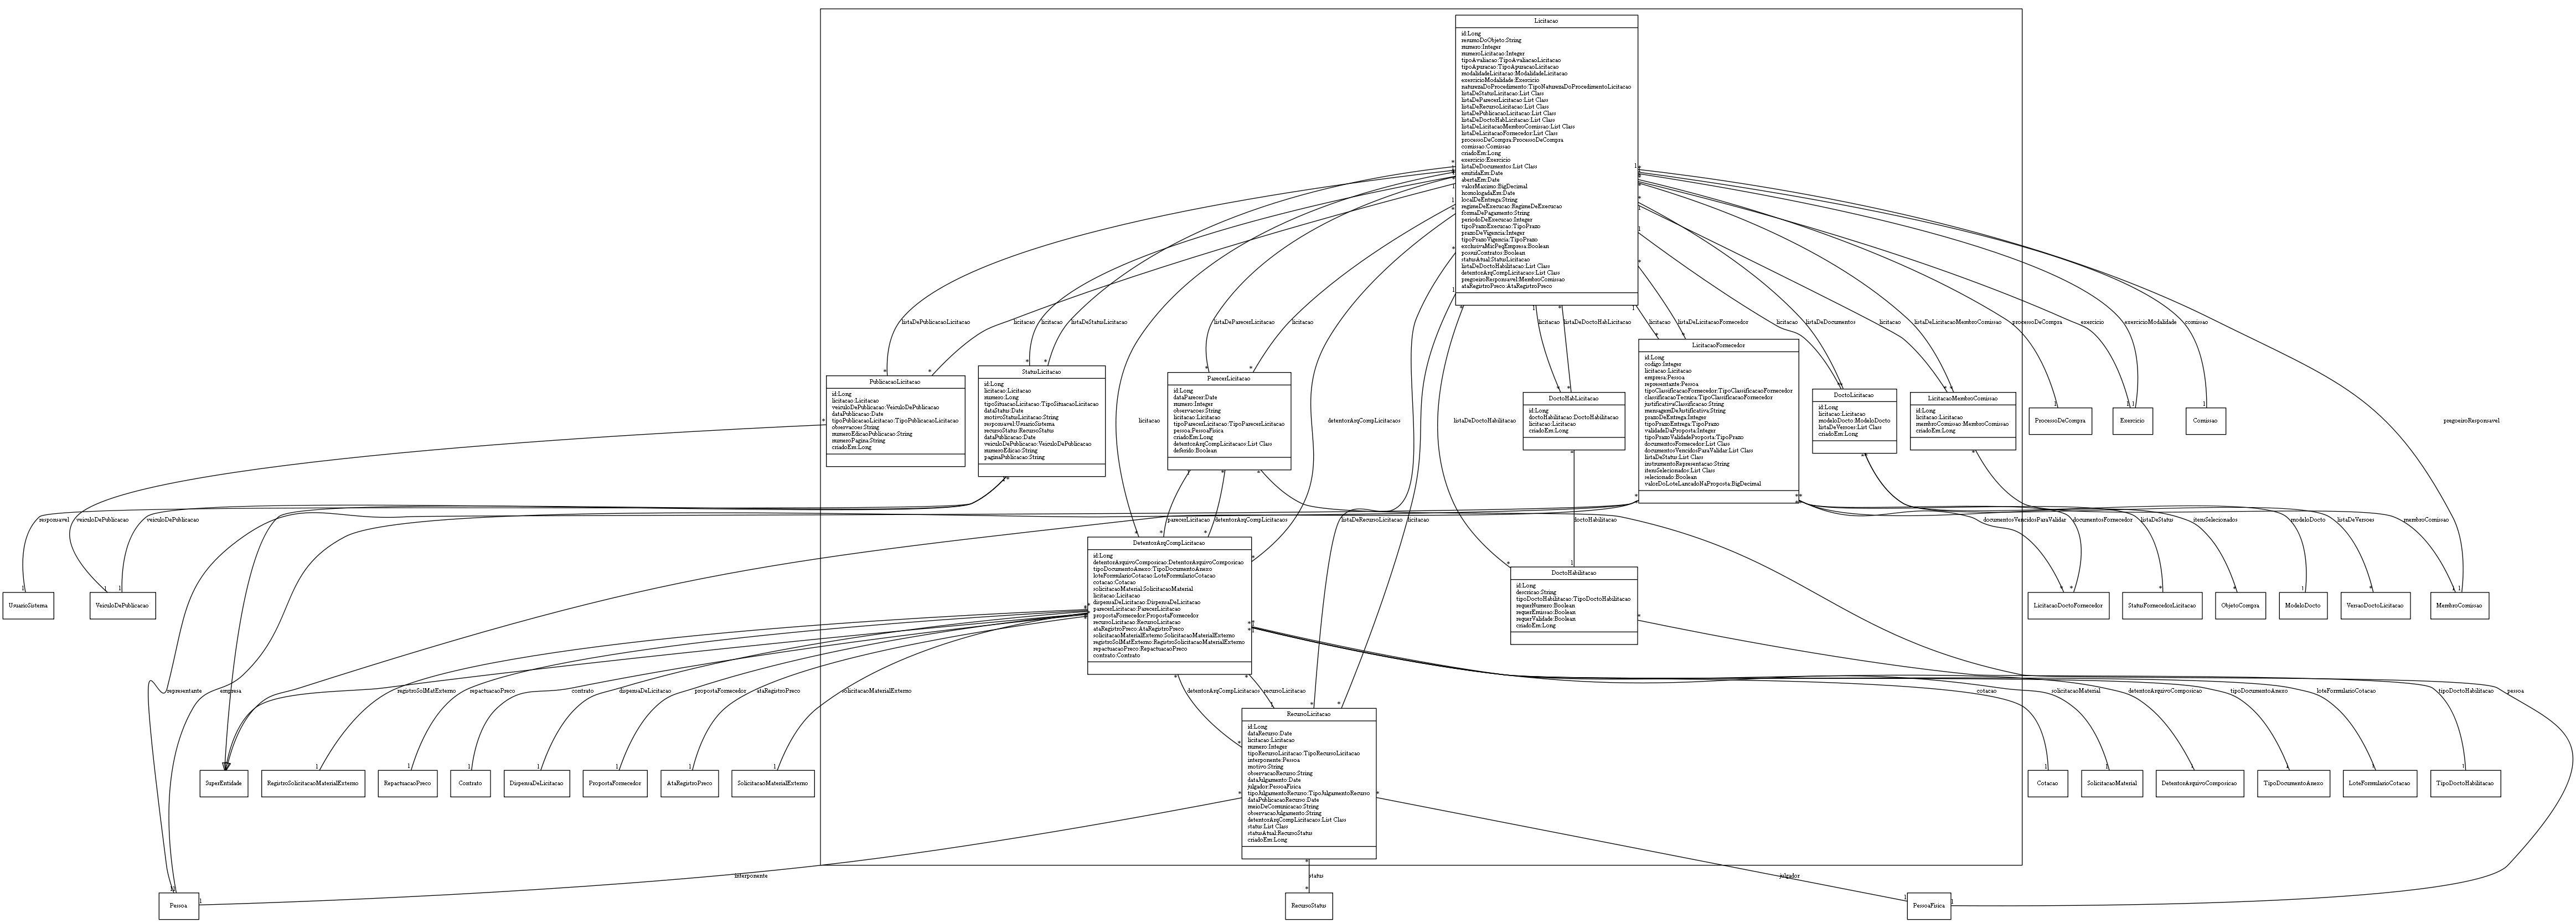 Licitacao
id:Long
resumoDoObjeto:String
numero:Integer
numeroLicitacao:Integer
tipoAvaliacao:TipoAvaliacaoLicitacao
tipoApuracao:TipoApuracaoLicitacao
modalidadeLicitacao:ModalidadeLicitacao
exercicioModalidade:Exercicio
naturezaDoProcedimento:TipoNaturezaDoProcedimentoLicitacao
listaDeStatusLicitacao:List Class
listaDeParecerLicitacao:List Class
listaDeRecursoLicitacao:List Class
listaDePublicacaoLicitacao:List Class
listaDeDoctoHabLicitacao:List Class
listaDeLicitacaoMembroComissao:List Class
listaDeLicitacaoFornecedor:List Class
processoDeCompra:ProcessoDeCompra
comissao:Comissao
criadoEm:Long
exercicio:Exercicio
listaDeDocumentos:List Class
emitidaEm:Date
abertaEm:Date
valorMaximo:BigDecimal
homologadaEm:Date
localDeEntrega:String
regimeDeExecucao:RegimeDeExecucao
formaDePagamento:String
periodoDeExecucao:Integer
tipoPrazoExecucao:TipoPrazo
prazoDeVigencia:Integer
tipoPrazoVigencia:TipoPrazo
exclusivaMicPeqEmpresa:Boolean
possuiContratos:Boolean
statusAtual:StatusLicitacao
listaDeDoctoHabilitacao:List Class
detentorArqCompLicitacaos:List Class
pregoeiroResponsavel:MembroComissao
ataRegistroPreco:AtaRegistroPreco
listaDePublicacaoLicitacao
licitacao
licitacao
listaDeStatusLicitacao
listaDeParecerLicitacao
licitacao
licitacao
listaDeDoctoHabLicitacao
licitacao
listaDeLicitacaoFornecedor
licitacao
listaDeDocumentos
licitacao
listaDeLicitacaoMembroComissao
processoDeCompra
exercicio
exercicioModalidade
comissao
PublicacaoLicitacao
id:Long
licitacao:Licitacao
veiculoDePublicacao:VeiculoDePublicacao
dataPublicacao:Date
tipoPublicacaoLicitacao:TipoPublicacaoLicitacao
observacoes:String
numeroEdicaoPublicacao:String
numeroPagina:String
criadoEm:Long
StatusLicitacao
id:Long
licitacao:Licitacao
numero:Long
tipoSituacaoLicitacao:TipoSituacaoLicitacao
dataStatus:Date
motivoStatusLicitacao:String
responsavel:UsuarioSistema
recursoStatus:RecursoStatus
dataPublicacao:Date
veiculoDePublicacao:VeiculoDePublicacao
numeroEdicao:String
paginaPublicacao:String
ParecerLicitacao
id:Long
dataParecer:Date
numero:Integer
observacoes:String
licitacao:Licitacao
tipoParecerLicitacao:TipoParecerLicitacao
pessoa:PessoaFisica
criadoEm:Long
detentorArqCompLicitacaos:List Class
deferido:Boolean
DoctoHabLicitacao
id:Long
doctoHabilitacao:DoctoHabilitacao
licitacao:Licitacao
criadoEm:Long
LicitacaoFornecedor
id:Long
codigo:Integer
licitacao:Licitacao
empresa:Pessoa
representante:Pessoa
tipoClassificacaoFornecedor:TipoClassificacaoFornecedor
classificacaoTecnica:TipoClassificacaoFornecedor
justificativaClassificacao:String
mensagemDeJustificativa:String
prazoDeEntrega:Integer
tipoPrazoEntrega:TipoPrazo
validadeDaProposta:Integer
tipoPrazoValidadeProposta:TipoPrazo
documentosFornecedor:List Class
documentosVencidosParaValidar:List Class
listaDeStatus:List Class
instrumentoRepresentacao:String
itensSelecionados:List Class
selecionado:Boolean
valorDoLoteLancadoNaProposta:BigDecimal
DoctoLicitacao
id:Long
licitacao:Licitacao
modeloDocto:ModeloDocto
listaDeVersoes:List Class
criadoEm:Long
LicitacaoMembroComissao
id:Long
licitacao:Licitacao
membroComissao:MembroComissao
criadoEm:Long
ProcessoDeCompra
Exercicio
Comissao
licitacao
detentorArqCompLicitacaos
listaDeDoctoHabilitacao
pregoeiroResponsavel
responsavel
veiculoDePublicacao
veiculoDePublicacao
parecerLicitacao
detentorArqCompLicitacaos
listaDeRecursoLicitacao
licitacao
doctoHabilitacao
documentosVencidosParaValidar
documentosFornecedor
listaDeStatus
itensSelecionados
modeloDocto
listaDeVersoes
membroComissao
UsuarioSistema
VeiculoDePublicacao
DetentorArqCompLicitacao
id:Long
detentorArquivoComposicao:DetentorArquivoComposicao
tipoDocumentoAnexo:TipoDocumentoAnexo
loteFormularioCotacao:LoteFormularioCotacao
cotacao:Cotacao
solicitacaoMaterial:SolicitacaoMaterial
licitacao:Licitacao
dispensaDeLicitacao:DispensaDeLicitacao
parecerLicitacao:ParecerLicitacao
propostaFornecedor:PropostaFornecedor
recursoLicitacao:RecursoLicitacao
ataRegistroPreco:AtaRegistroPreco
solicitacaoMaterialExterno:SolicitacaoMaterialExterno
registroSolMatExterno:RegistroSolicitacaoMaterialExterno
repactuacaoPreco:RepactuacaoPreco
contrato:Contrato
DoctoHabilitacao
id:Long
descricao:String
tipoDoctoHabilitacao:TipoDoctoHabilitacao
requerNumero:Boolean
requerEmissao:Boolean
requerValidade:Boolean
criadoEm:Long
LicitacaoDoctoFornecedor
StatusFornecedorLicitacao
ObjetoCompra
ModeloDocto
VersaoDoctoLicitacao
MembroComissao
representante
empresa
registroSolMatExterno
repactuacaoPreco
contrato
dispensaDeLicitacao
propostaFornecedor
ataRegistroPreco
solicitacaoMaterialExterno
detentorArqCompLicitacaos
recursoLicitacao
cotacao
solicitacaoMaterial
detentorArquivoComposicao
tipoDocumentoAnexo
loteFormularioCotacao
tipoDoctoHabilitacao
pessoa
SuperEntidade
RegistroSolicitacaoMaterialExterno
RepactuacaoPreco
Contrato
DispensaDeLicitacao
PropostaFornecedor
AtaRegistroPreco
SolicitacaoMaterialExterno
RecursoLicitacao
id:Long
dataRecurso:Date
licitacao:Licitacao
numero:Integer
tipoRecursoLicitacao:TipoRecursoLicitacao
interponente:Pessoa
motivo:String
observacaoRecurso:String
dataJulgamento:Date
julgador:PessoaFisica
tipoJulgamentoRecurso:TipoJulgamentoRecurso
dataPublicacaoRecurso:Date
meioDeComunicacao:String
observacaoJulgamento:String
detentorArqCompLicitacaos:List Class
status:List Class
statusAtual:RecursoStatus
criadoEm:Long
Cotacao
SolicitacaoMaterial
DetentorArquivoComposicao
TipoDocumentoAnexo
LoteFormularioCotacao
TipoDoctoHabilitacao
interponente
status
julgador
Pessoa
RecursoStatus
PessoaFisica